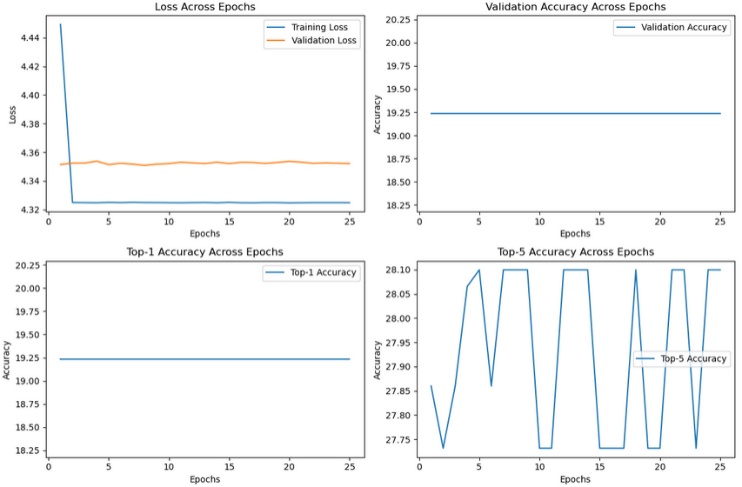 Loss Across Epochs
4.44
4.42
4.40
4.38
4.36
4.34
4.32
Loss
Training Loss
Validation Loss
0 5 10 15 20 25
Epochs
Validation Accuracy Across Epochs
20.25
20.00
19.75
19.50
19.25
19.00
18.75
18.50
18.25
Accuracy
Validation Accuracy
0 5 10 15 20 25
Epochs
Top-1 Accuracy Across Epochs
20.25
20.00
19.75
19.50
19.25
19.00
18.75
18.50
18.25
Accuracy
Top-1 Accuracy
0 5 10 15 20 25
Epochs
Top-5 Accuracy Across Epochs
28.10
28.05
28.00
27.95
27.90
27.85
27.80
27.75
Accuracy
Top-5 Accuracy
0 5 10 15 20 25
Epochs